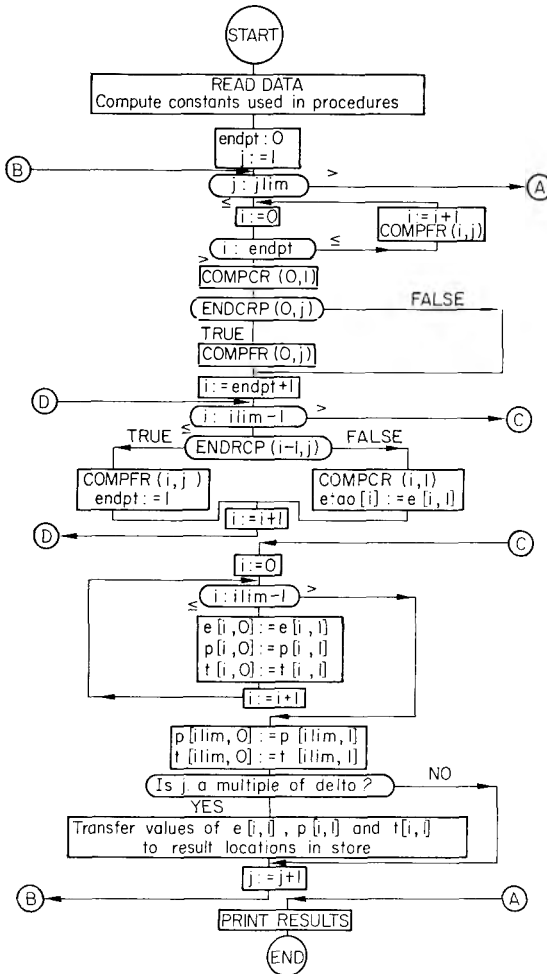 START
READ DATA
Compute constants used in procedures
endpt : 0
j : = 1
B
j : jlim
>
A
≤
i : = 0
i : = i + 1
COMPFR (i, j)
i : endpt
≤
>
COMPCR (0, 1)
ENDCRP (0, j)
FALSE
TRUE
COMPFR (0, j)
i : = endpt + 1
D
i : ilim − 1
>
C
≤
TRUE
ENDRCP (i − 1, j)
FALSE
COMPFR (i, j)
endpt : = 1
COMPCR (i, 1)
etao [i] : = e [i, 1]
i : = i + 1
D
C
i : = 0
i : ilim − 1
>
≤
e [i, 0] : = e [i, 1]
p [i, 0] : = p [i, 1]
t [i, 0] : = t [i, 1]
i : = i + 1
p [ilim, 0] : = p [ilim, 1]
t [ilim, 0] : = t [ilim, 1]
Is j a multiple of delto ?
NO
YES
Transfer values of e [i, 1] , p [i, 1] and t [i, 1]
to result locations in store
j : = j + 1
B
A
PRINT RESULTS
END